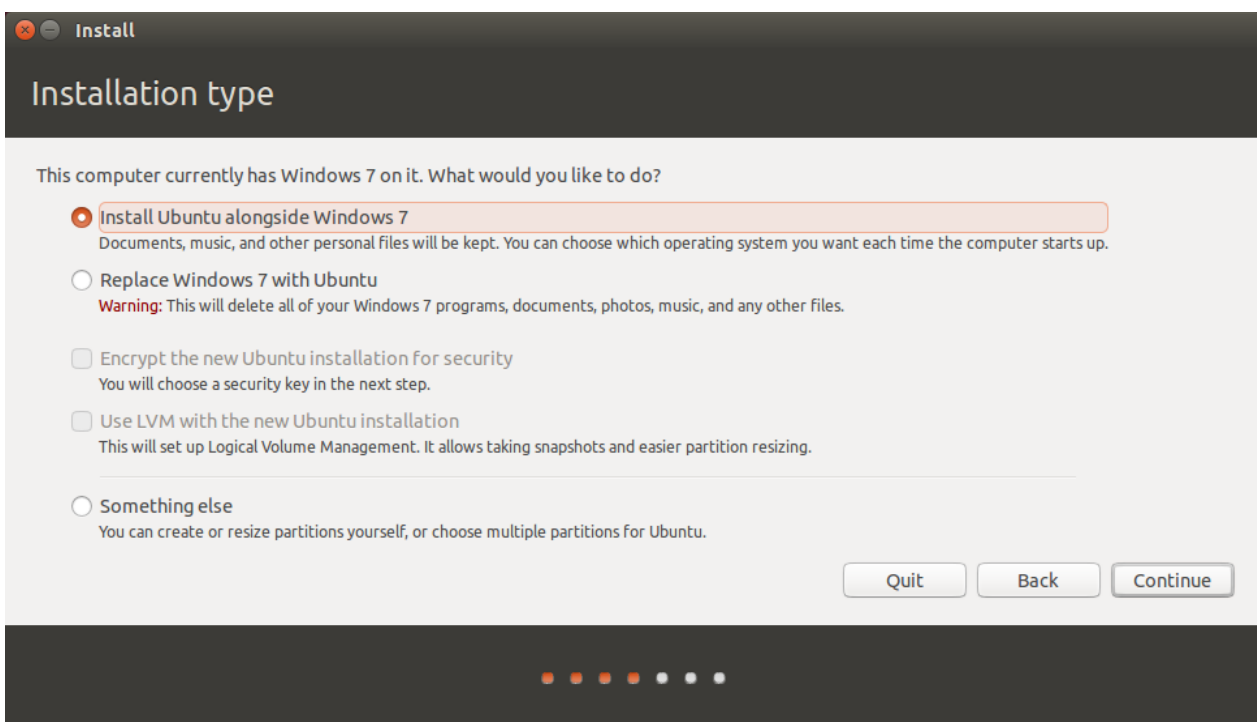 Install
Installation type
This computer currently has Windows 7 on it. What would you like to do?
Install Ubuntu alongside Windows 7
Documents, music, and other personal files will be kept. You can choose which operating system you want each time the computer starts up.
Replace Windows 7 with Ubuntu
Warning: This will delete all of your Windows 7 programs, documents, photos, music, and any other files.
Encrypt the new Ubuntu installation for security
You will choose a security key in the next step.
Use LVM with the new Ubuntu installation
This will set up Logical Volume Management. It allows taking snapshots and easier partition resizing.
Something else
You can create or resize partitions yourself, or choose multiple partitions for Ubuntu.
Quit Back Continue